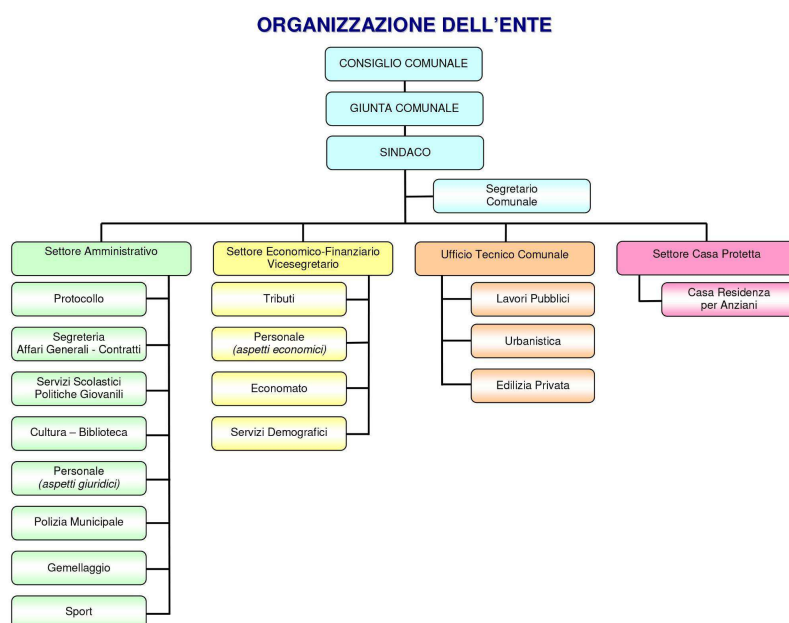 ORGANIZZAZIONE DELL'ENTE
CONSIGLIO COMUNALE
GIUNTA COMUNALE
SINDACO
Segretario
Comunale
Settore Amministrativo
Protocollo
Segreteria
Affari Generali - Contratti
Servizi Scolastici
Politiche Giovanili
Cultura – Biblioteca
Personale
(aspetti giuridici)
Polizia Municipale
Gemellaggio
Sport
Settore Economico-Finanziario
Vicesegretario
Tributi
Personale
(aspetti economici)
Economato
Servizi Demografici
Ufficio Tecnico Comunale
Lavori Pubblici
Urbanistica
Edilizia Privata
Settore Casa Protetta
Casa Residenza
per Anziani